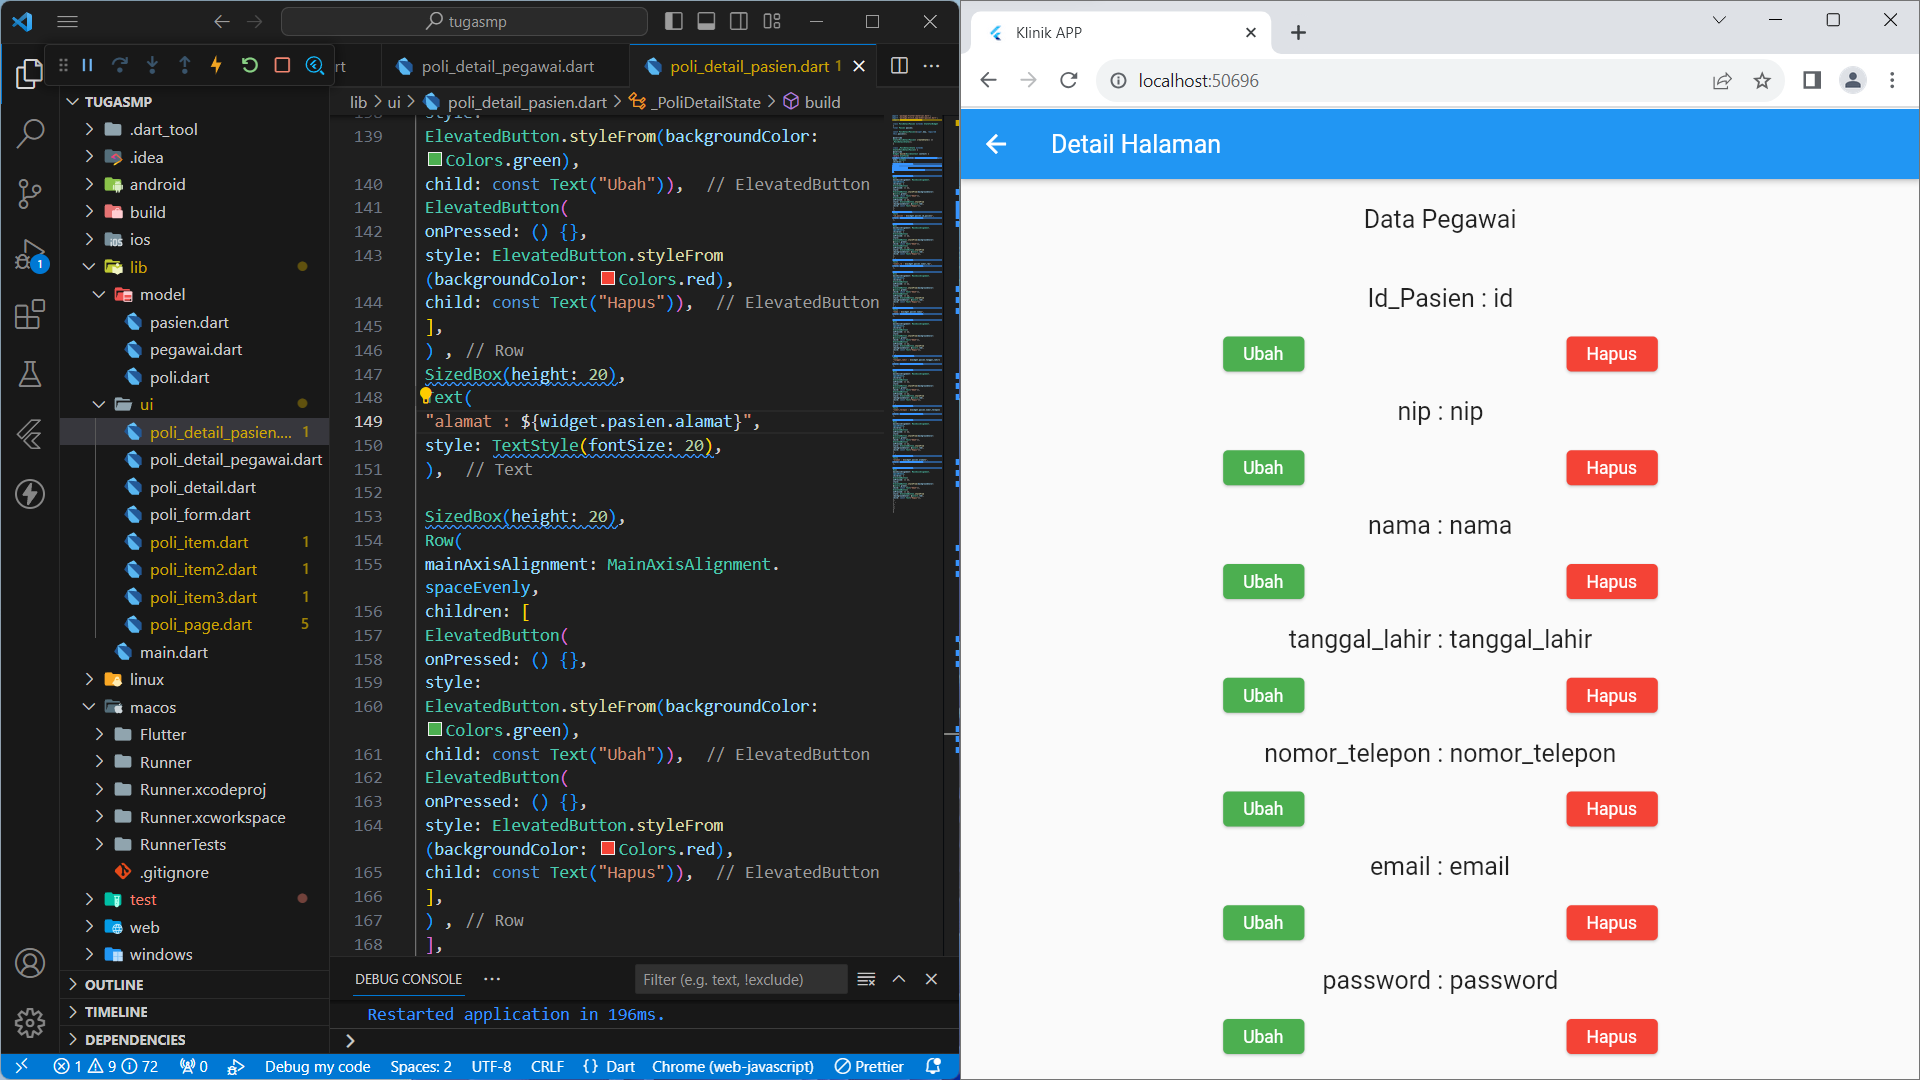 tugasmp
rt
poli_detail_pegawai.dart
poli_detail_pasien.dart 1
TUGASMP
.dart_tool
.idea
android
build
ios
lib
model
pasien.dart
pegawai.dart
poli.dart
ui
poli_detail_pasien.... 1
poli_detail_pegawai.dart
poli_detail.dart
poli_form.dart
poli_item.dart 1
poli_item2.dart 1
poli_item3.dart 1
poli_page.dart 5
main.dart
linux
macos
Flutter
Runner
Runner.xcodeproj
Runner.xcworkspace
RunnerTests
.gitignore
test
web
windows
OUTLINE
TIMELINE
DEPENDENCIES
1
lib > ui > poli_detail_pasien.dart > _PoliDetailState > build
138 style:
139 ElevatedButton.styleFrom(backgroundColor:
Colors.green),
140 child: const Text("Ubah")), // ElevatedButton
141 ElevatedButton(
142 onPressed: () {},
143 style: ElevatedButton.styleFrom
(backgroundColor: Colors.red),
144 child: const Text("Hapus")), // ElevatedButton
145 ],
146 ) , // Row
147 SizedBox(height: 20),
148 Text(
149 "alamat : ${widget.pasien.alamat}",
150 style: TextStyle(fontSize: 20),
151 ), // Text
152
153 SizedBox(height: 20),
154 Row(
155 mainAxisAlignment: MainAxisAlignment.
spaceEvenly,
156 children: [
157 ElevatedButton(
158 onPressed: () {},
159 style:
160 ElevatedButton.styleFrom(backgroundColor:
Colors.green),
161 child: const Text("Ubah")), // ElevatedButton
162 ElevatedButton(
163 onPressed: () {},
164 style: ElevatedButton.styleFrom
(backgroundColor: Colors.red),
165 child: const Text("Hapus")), // ElevatedButton
166 ],
167 ) , // Row
168 ],
DEBUG CONSOLE ...
Filter (e.g. text, !exclude)
Restarted application in 196ms.
>
1 9 72 0 Debug my code Spaces: 2 UTF-8 CRLF {} Dart Chrome (web-javascript) Prettier
Klinik APP
localhost:50696
Detail Halaman
Data Pegawai
Id_Pasien : id
Ubah Hapus
nip : nip
Ubah Hapus
nama : nama
Ubah Hapus
tanggal_lahir : tanggal_lahir
Ubah Hapus
nomor_telepon : nomor_telepon
Ubah Hapus
email : email
Ubah Hapus
password : password
Ubah Hapus